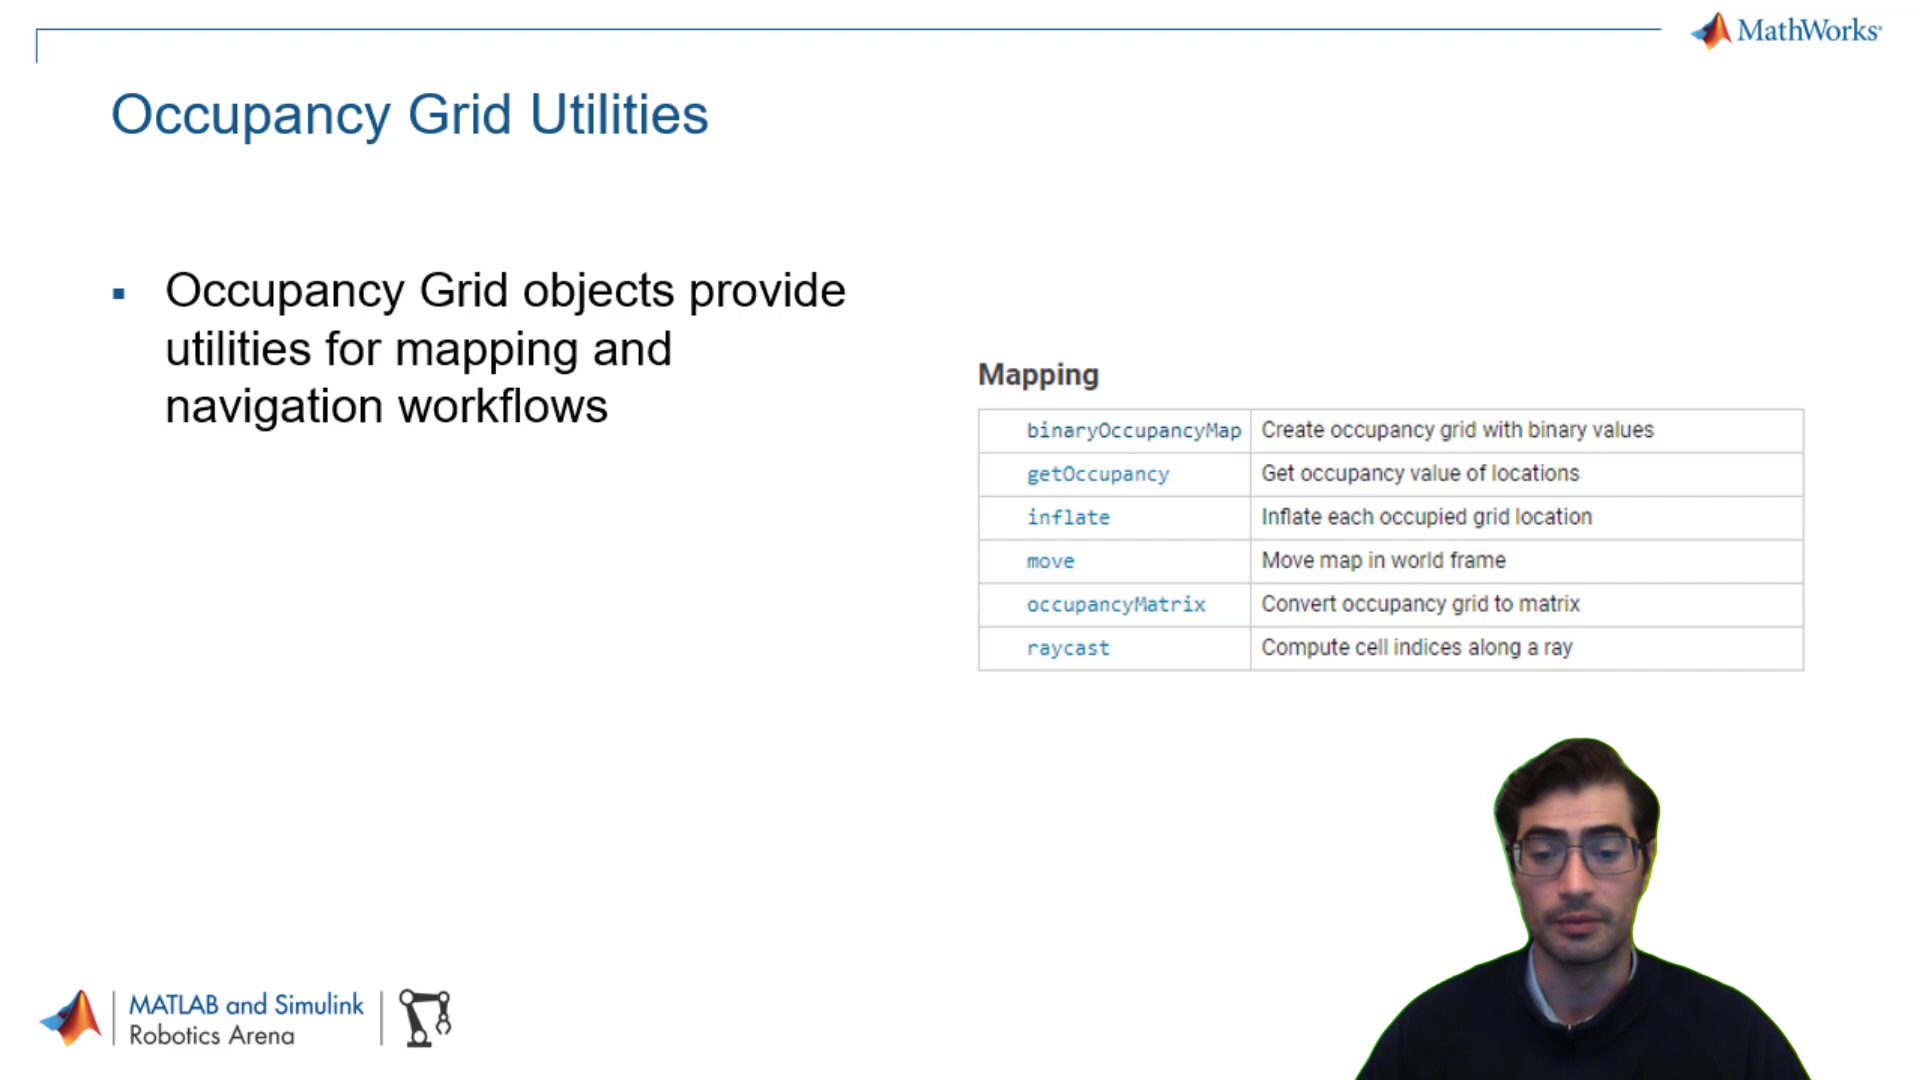 MathWorks®
Occupancy Grid Utilities
▪ Occupancy Grid objects provide
utilities for mapping and
navigation workflows
Mapping
binaryOccupancyMap Create occupancy grid with binary values
getOccupancy Get occupancy value of locations
inflate Inflate each occupied grid location
move Move map in world frame
occupancyMatrix Convert occupancy grid to matrix
raycast Compute cell indices along a ray
MATLAB and Simulink
Robotics Arena